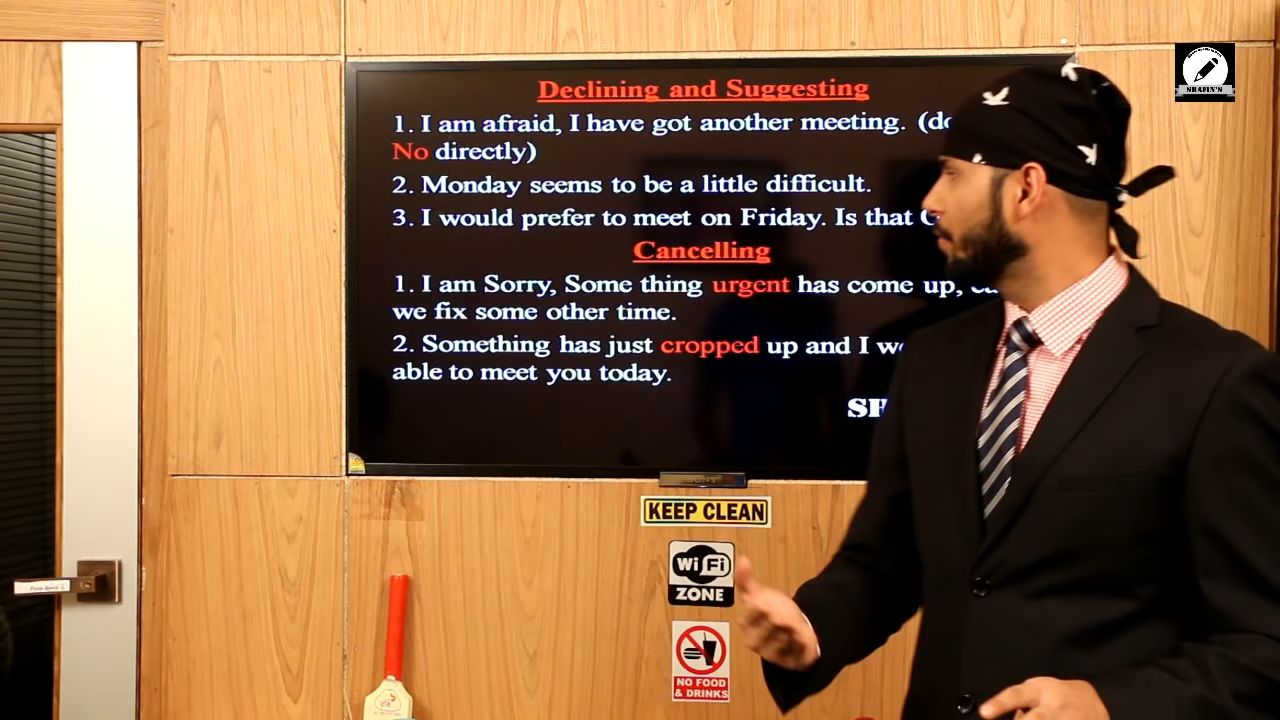 SHAFIN'S
Declining and Suggesting
1. I am afraid, I have got another meeting. (do
No directly)
2. Monday seems to be a little difficult.
3. I would prefer to meet on Friday. Is that
Cancelling
1. I am Sorry, Some thing urgent has come up,
we fix some other time.
2. Something has just cropped up and I
able to meet you today.
SH
SONY
KEEP CLEAN
Wi Fi
ZONE
NO FOOD
& DRINKS